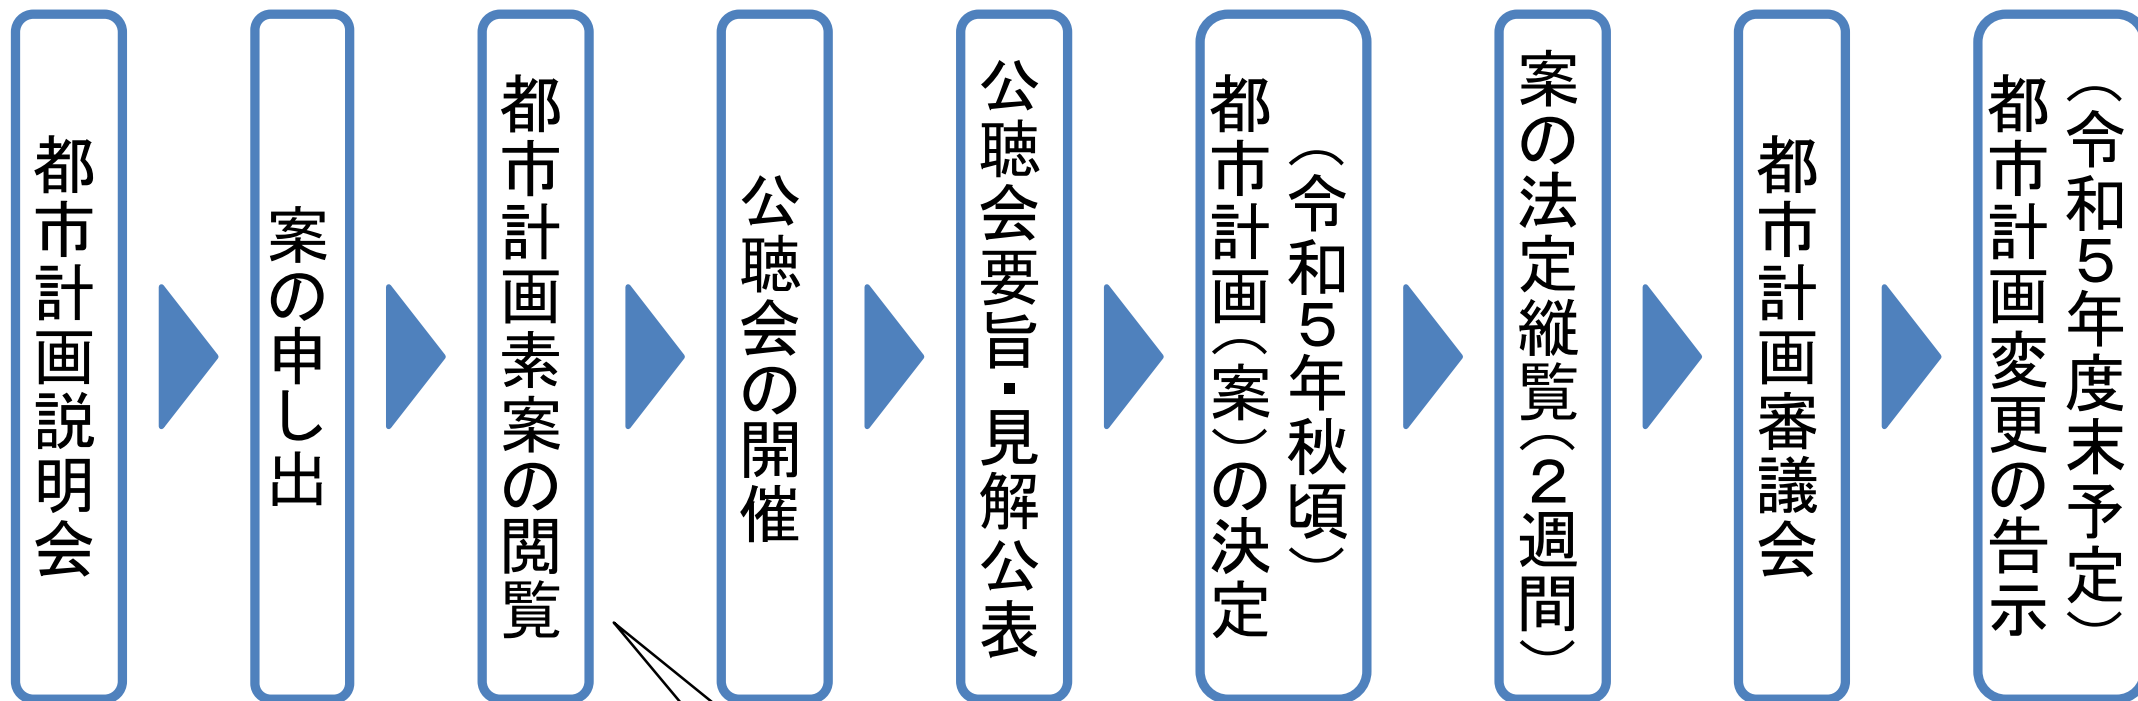 都市計画説明会
案の申し出
都市計画素案の閲覧
公聴会の開催
公聴会要旨・見解公表
（令和５年秋頃）
都市計画（案）の決定
案の法定縦覧（２週間）
都市計画審議会
（令和５年度末予定）
都市計画変更の告示